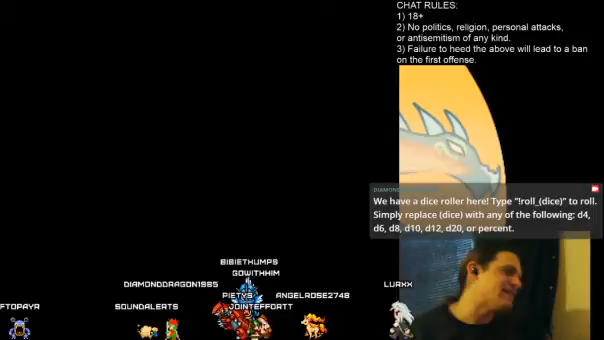 CHAT RULES:
1) 18+
2) No politics, religion, personal attacks,
or antisemitism of any kind.
3) Failure to heed the above will lead to a ban
on the first offense.
We have a dice roller here! Type "!roll_(dice)" to roll.
Simply replace (dice) with any of the following: d4,
d6, d8, d10, d12, d20, or percent.
BIBIETHUMPS
GOWITHHIM
DIAMONDDRAGON1985
LURXX
PIETYS
ANGELROSE2748
FTOPAYR
SOUNDALERTS
JOINTEFFORTT